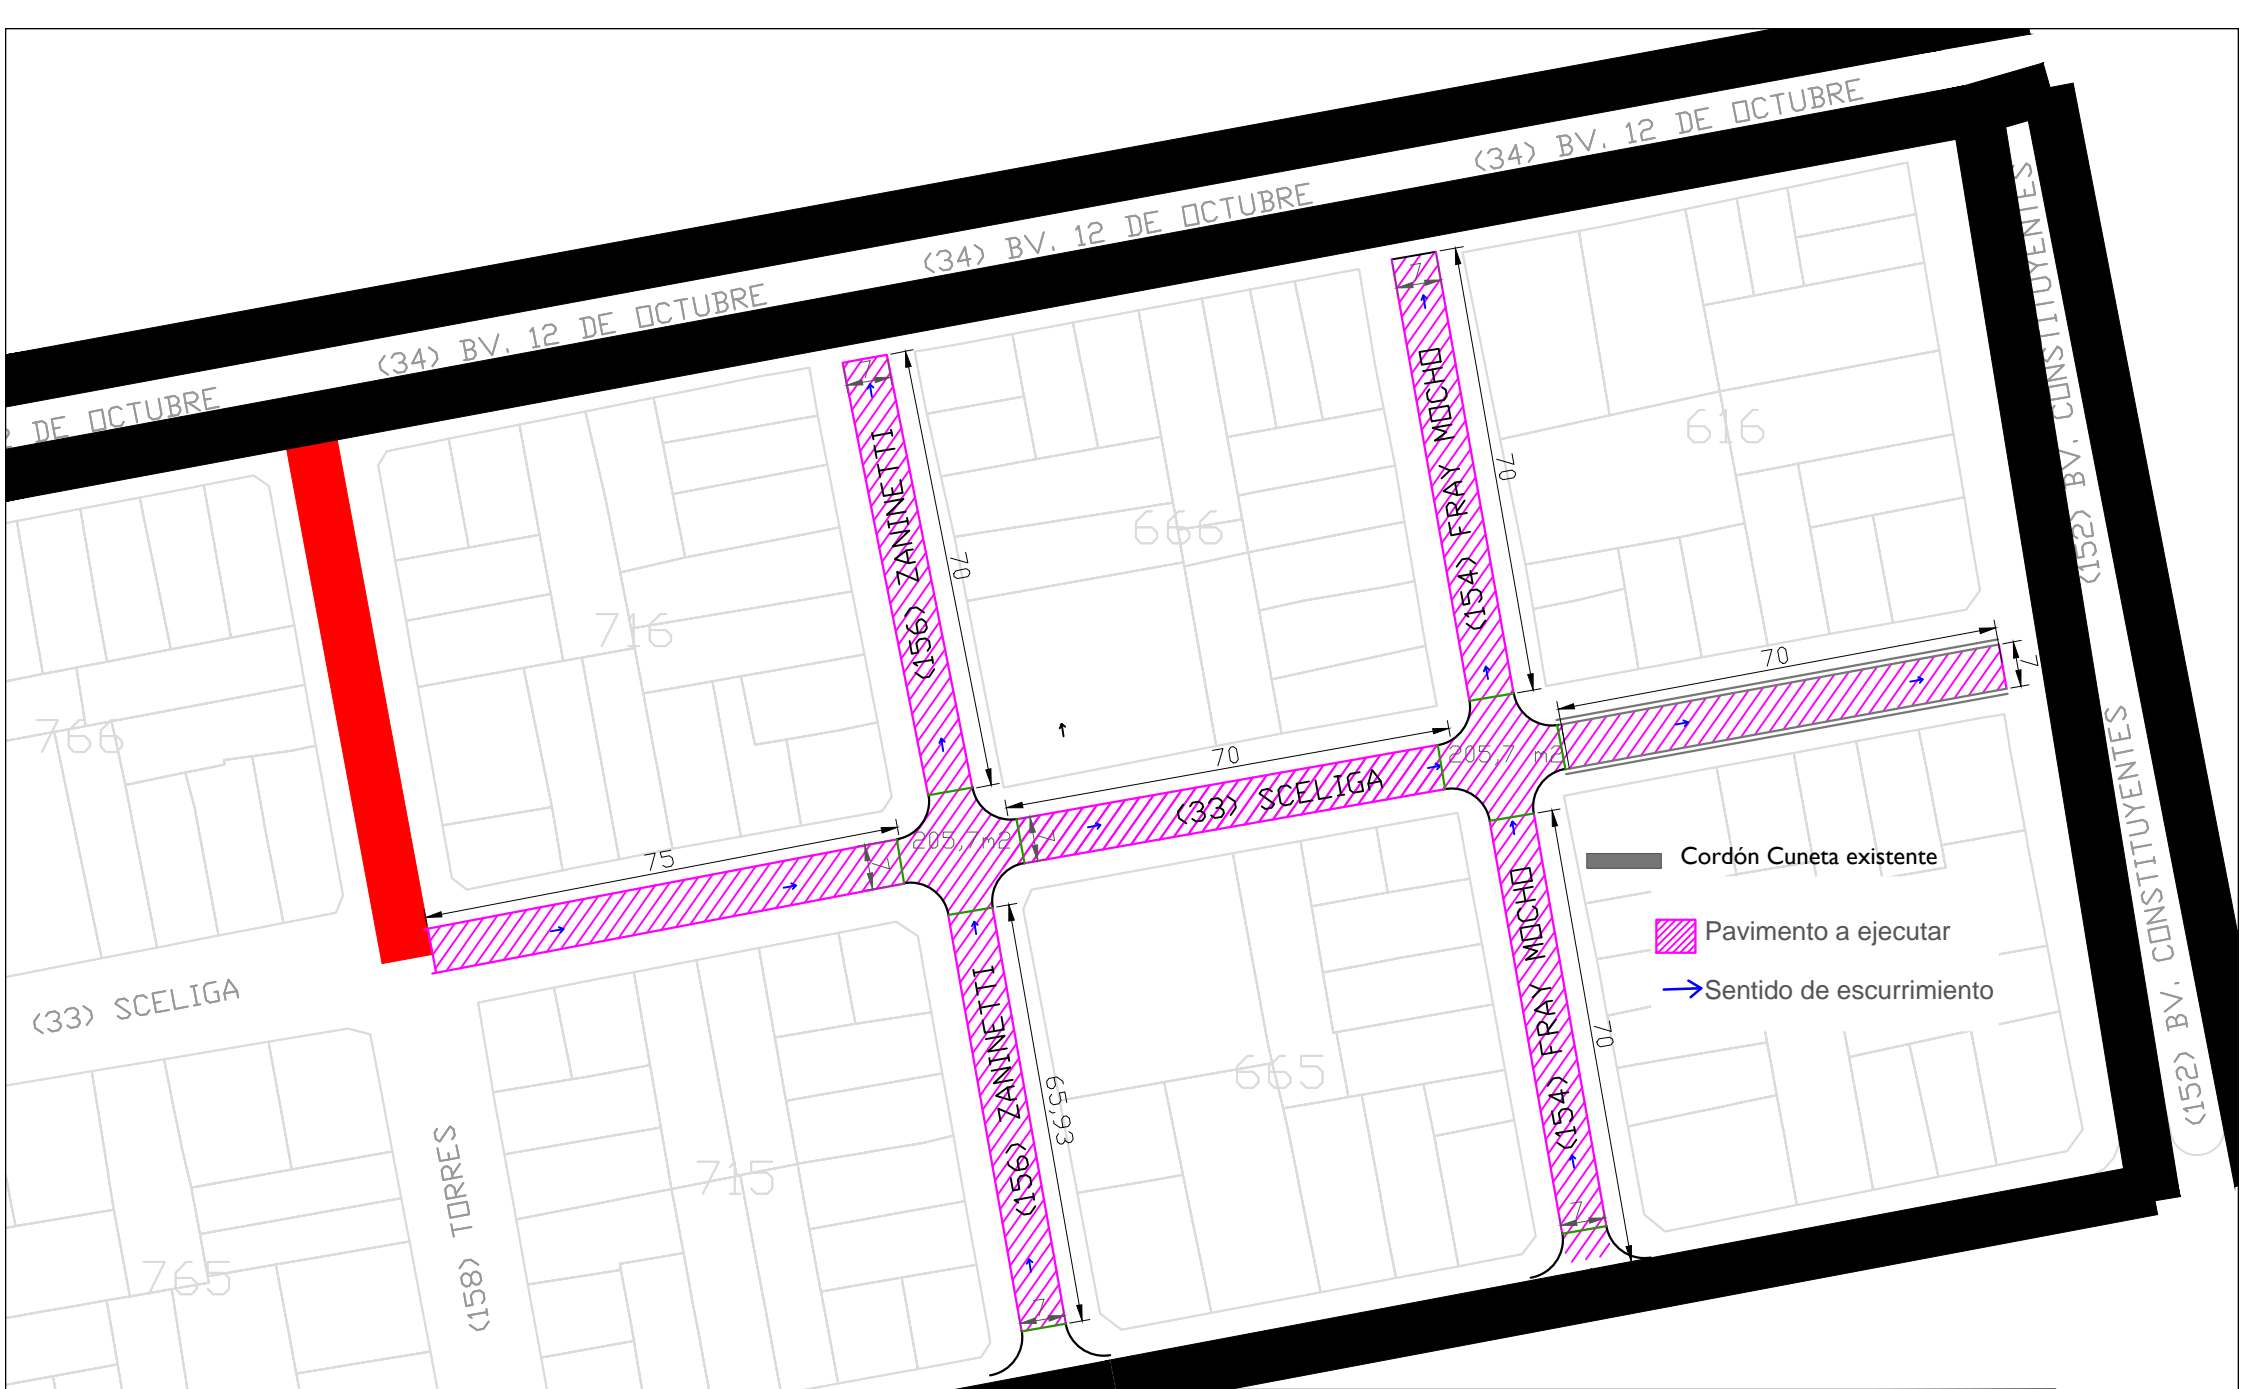 (34) BV. 12 DE OCTUBRE
(34) BV. 12 DE OCTUBRE
(34) BV. 12 DE OCTUBRE
DE OCTUBRE
(152) BV. CONSTITUYENTES
(152) BV. CONSTITUYENTES
7
7
(154) FRAY MOCHO
70
616
(156) ZANINETTI
70
666
716
766
70
7
70
205,7 m2
(33) SCELIGA
7
205,7m2
75
7
Cordón Cuneta existente
Pavimento a ejecutar
Sentido de escurrimiento
(33) SCELIGA
(156) ZANINETTI
65,93
7
665
(154) FRAY MOCHO
70
7
715
(158) TORRES
765